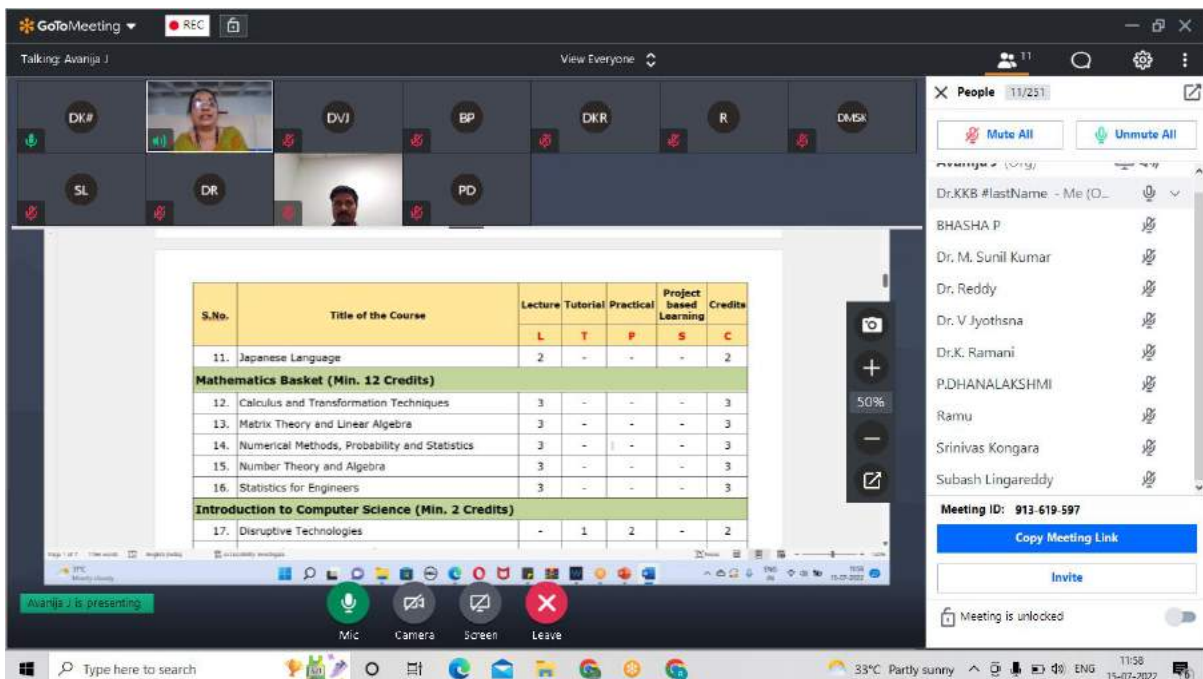 GoToMeeting
REC
Talking: Avanija J
View Everyone
11
DK#
DVJ
BP
DKR
R
DMSK
SL
DR
PD
People 11/251
Mute All
Unmute All
Avanija J (Org)
Dr.KKB #lastName - Me (O...
BHASHA P
Dr. M. Sunil Kumar
Dr. Reddy
Dr. V Jyothsna
Dr.K. Ramani
P.DHANALAKSHMI
Ramu
Srinivas Kongara
Subash Lingareddy
Meeting ID: 913-619-597
Copy Meeting Link
Invite
Meeting is unlocked
S.No. Title of the Course Lecture Tutorial Practical Project based Learning Credits
L T P S C
11. Japanese Language 2 - - - 2
Mathematics Basket (Min. 12 Credits)
12. Calculus and Transformation Techniques 3 - - - 3
13. Matrix Theory and Linear Algebra 3 - - - 3
14. Numerical Methods, Probability and Statistics 3 - - - 3
15. Number Theory and Algebra 3 - - - 3
16. Statistics for Engineers 3 - - - 3
Introduction to Computer Science (Min. 2 Credits)
17. Disruptive Technologies - 1 2 - 2
50%
Avanija J is presenting
Mic
Camera
Screen
Leave
Type here to search
33°C Partly sunny
ENG
11:58
15-07-2022